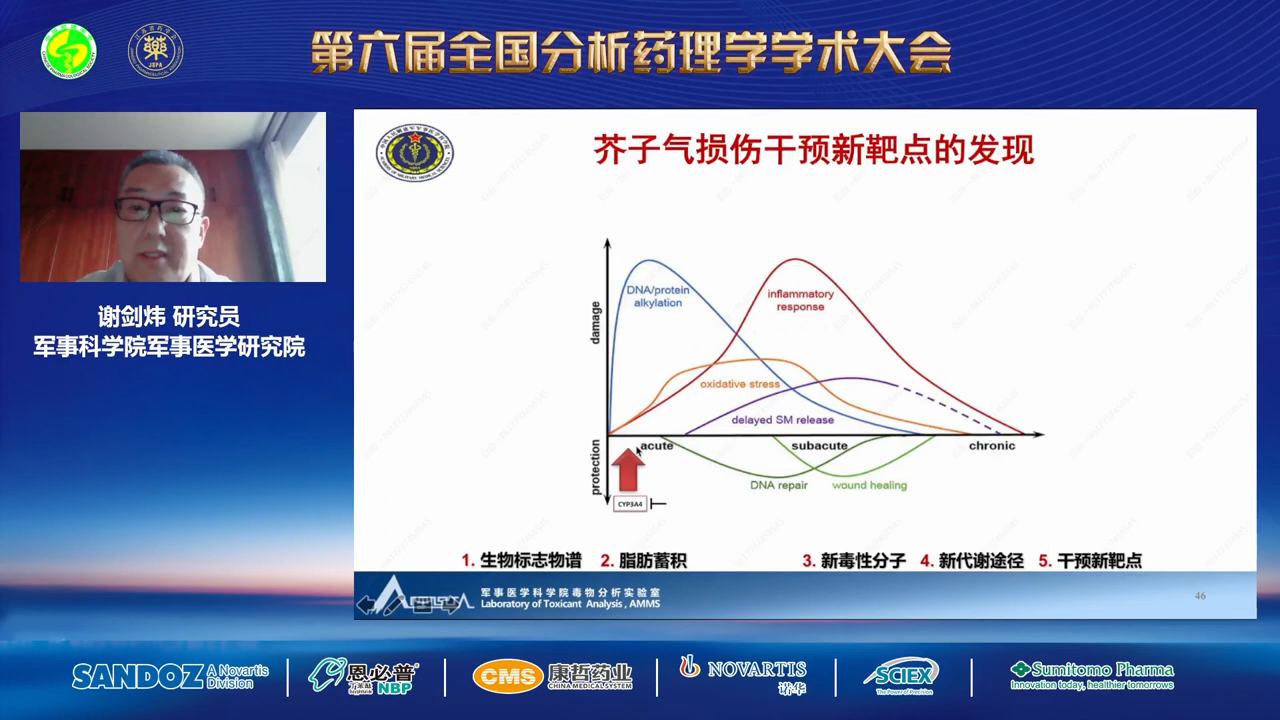 第六届全国分析药理学学术大会
JSPA
谢剑炜 研究员
军事科学院军事医学研究院
芥子气损伤干预新靶点的发现
damage
protection
DNA/protein
alkylation
inflammatory
response
oxidative stress
delayed SM release
acute
subacute
chronic
DNA repair
wound healing
CYP3A4
1. 生物标志物谱
2. 脂肪蓄积
3. 新毒性分子
4. 新代谢途径
5. 干预新靶点
军事医学科学院毒物分析实验室
Laboratory of Toxicant Analysis , AMMS
46
SANDOZ A Novartis
Division
恩必普
NBP
CMS 康哲药业
CHINA MEDICAL SYSTEM
NOVARTIS
诺华
SCIEX
The Power of Precision
Sumitomo Pharma
Innovation today, healthier tomorrows